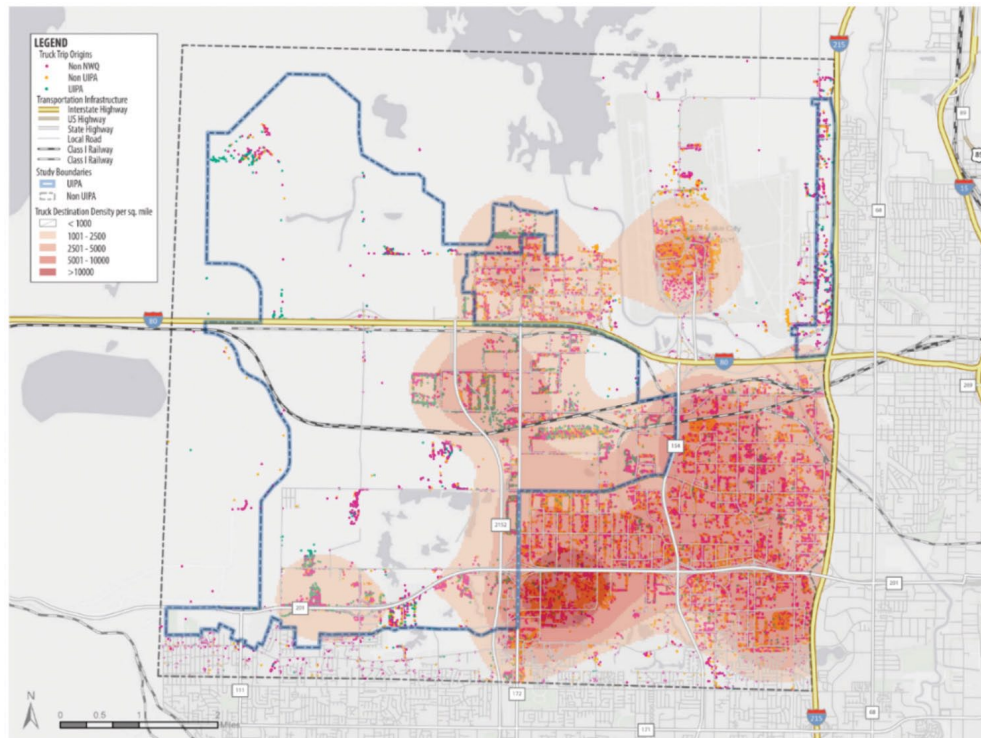 LEGEND
Truck Trip Origins
Non NWQ
Non UIPA
UIPA
Transportation Infrastructure
Interstate Highway
US Highway
State Highway
Local Road
Class I Railway
Class I Railway
Study Boundaries
UIPA
Non UIPA
Truck Destination Density per sq. mile
< 1000
1001 - 2500
2501 - 5000
5001 - 10000
>10000
215
68
15
80
80
154
2152
201
201
201
111
172
171
68
215
N
0 0.5 1 2
Miles